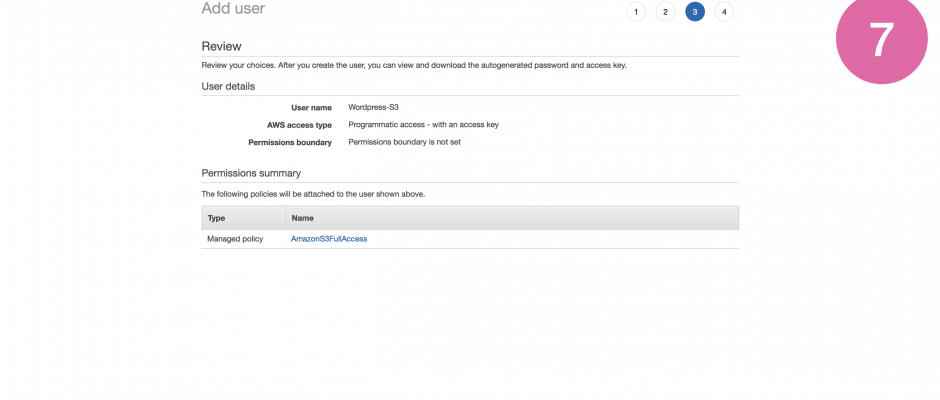 Add user
1 2 3 4
7
Review
Review your choices. After you create the user, you can view and download the autogenerated password and access key.
User details
User name Wordpress-S3
AWS access type Programmatic access - with an access key
Permissions boundary Permissions boundary is not set
Permissions summary
The following policies will be attached to the user shown above.
Type Name
Managed policy AmazonS3FullAccess